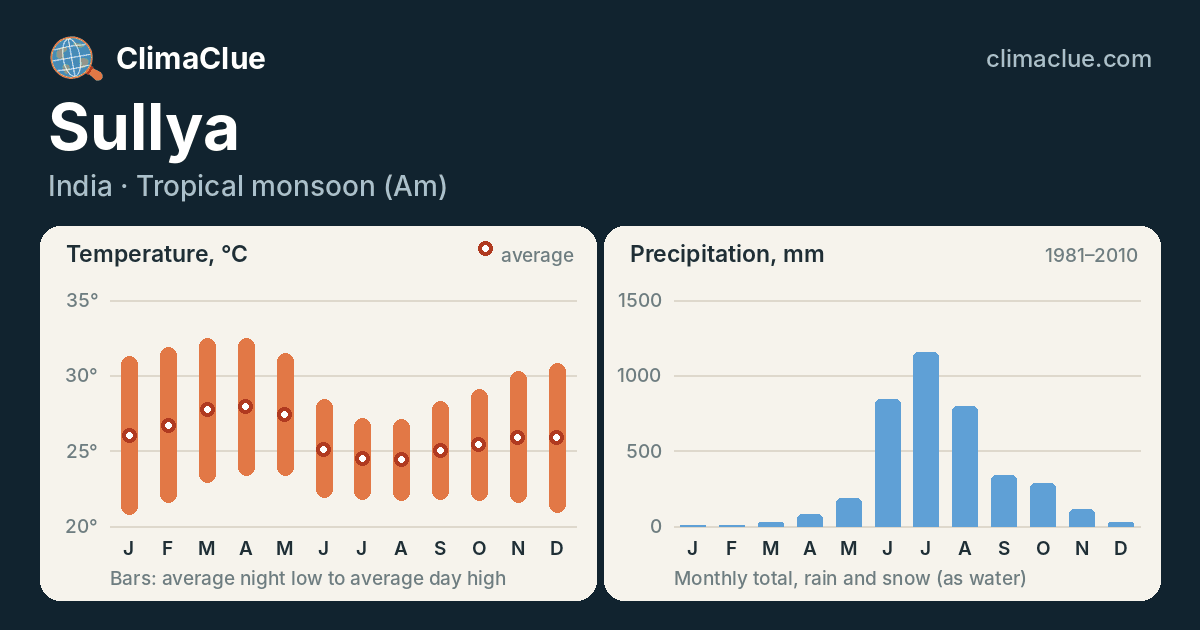 ClimaClue
climaclue.com
Sullya
India · Tropical monsoon (Am)
Temperature, °C
average
35°
30°
25°
20°
J F M A M J J A S O N D
Bars: average night low to average day high
Precipitation, mm
1981–2010
1500
1000
500
0
J F M A M J J A S O N D
Monthly total, rain and snow (as water)